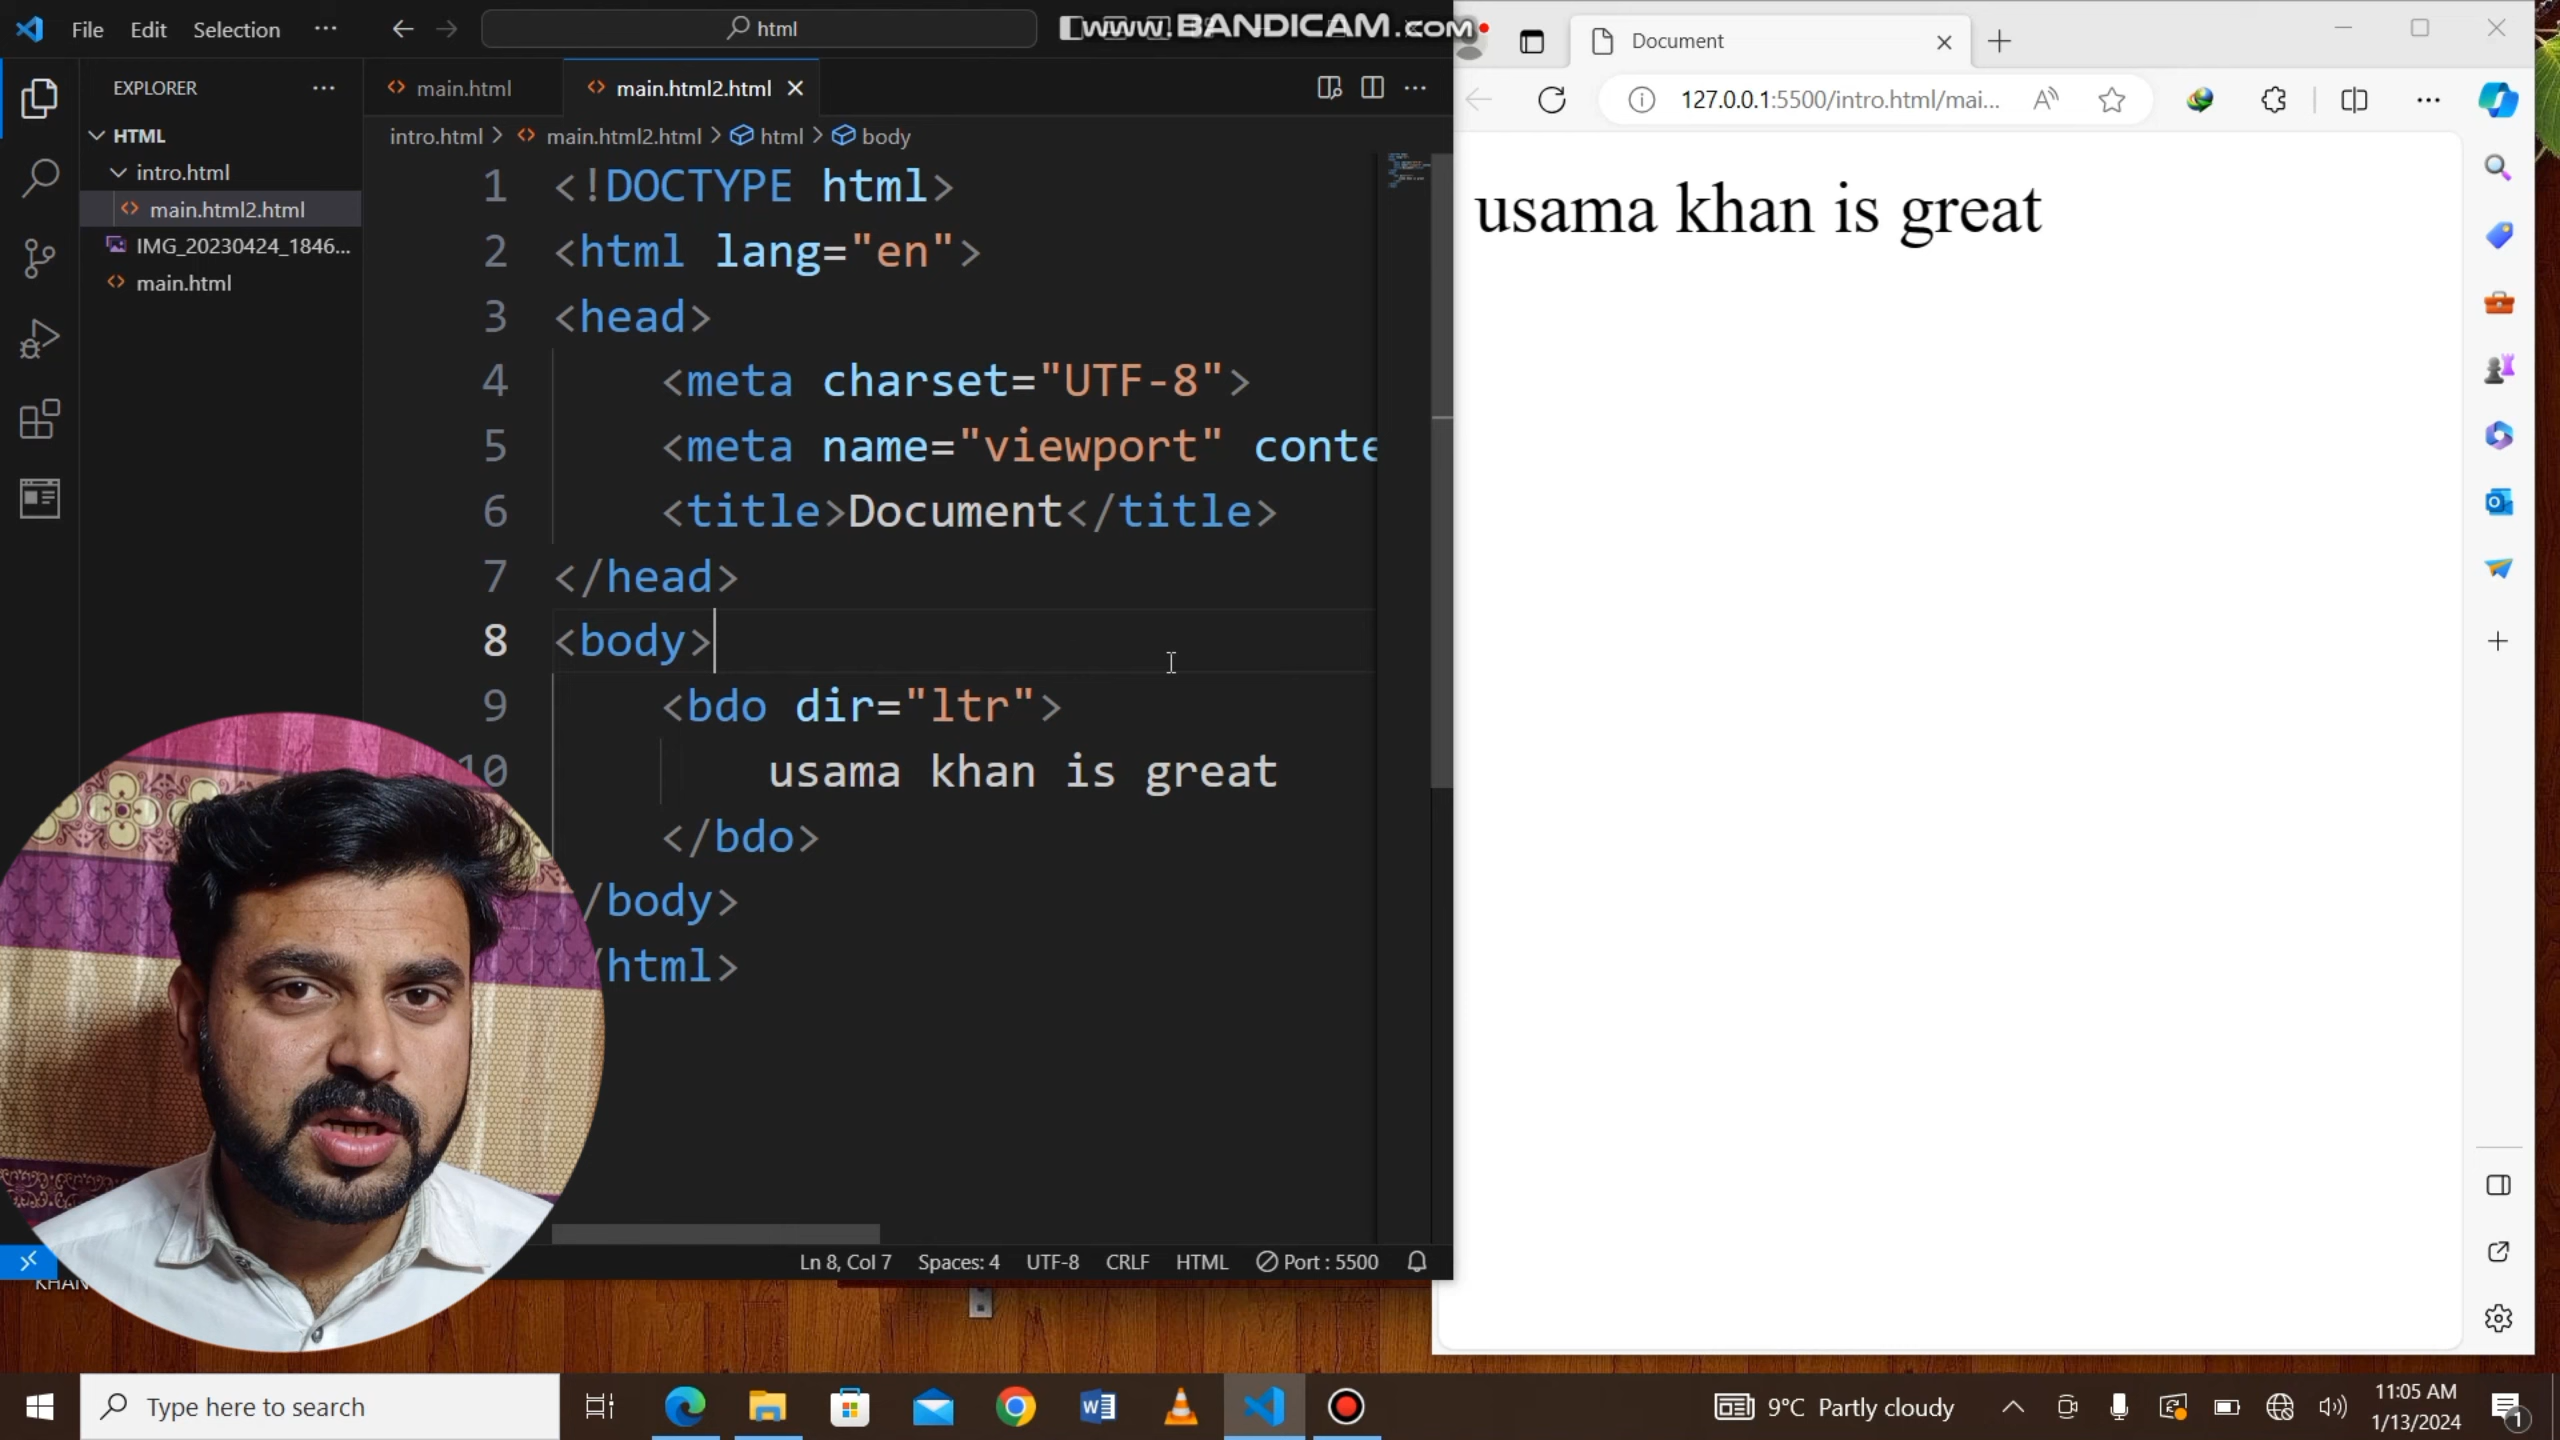 File Edit Selection ···
html
www.BANDICAM.com
EXPLORER
HTML
intro.html
main.html2.html
IMG_20230424_1846...
main.html
main.html
main.html2.html
intro.html > main.html2.html > html > body
1 <!DOCTYPE html>
2 <html lang="en">
3 <head>
4 <meta charset="UTF-8">
5 <meta name="viewport" conte
6 <title>Document</title>
7 </head>
8 <body>
9 <bdo dir="ltr">
10 usama khan is great
</bdo>
/body>
/html>
Ln 8, Col 7 Spaces: 4 UTF-8 CRLF HTML Port : 5500
Document
127.0.0.1:5500/intro.html/mai...
usama khan is great
KHAN
Type here to search
9°C Partly cloudy
11:05 AM
1/13/2024
1